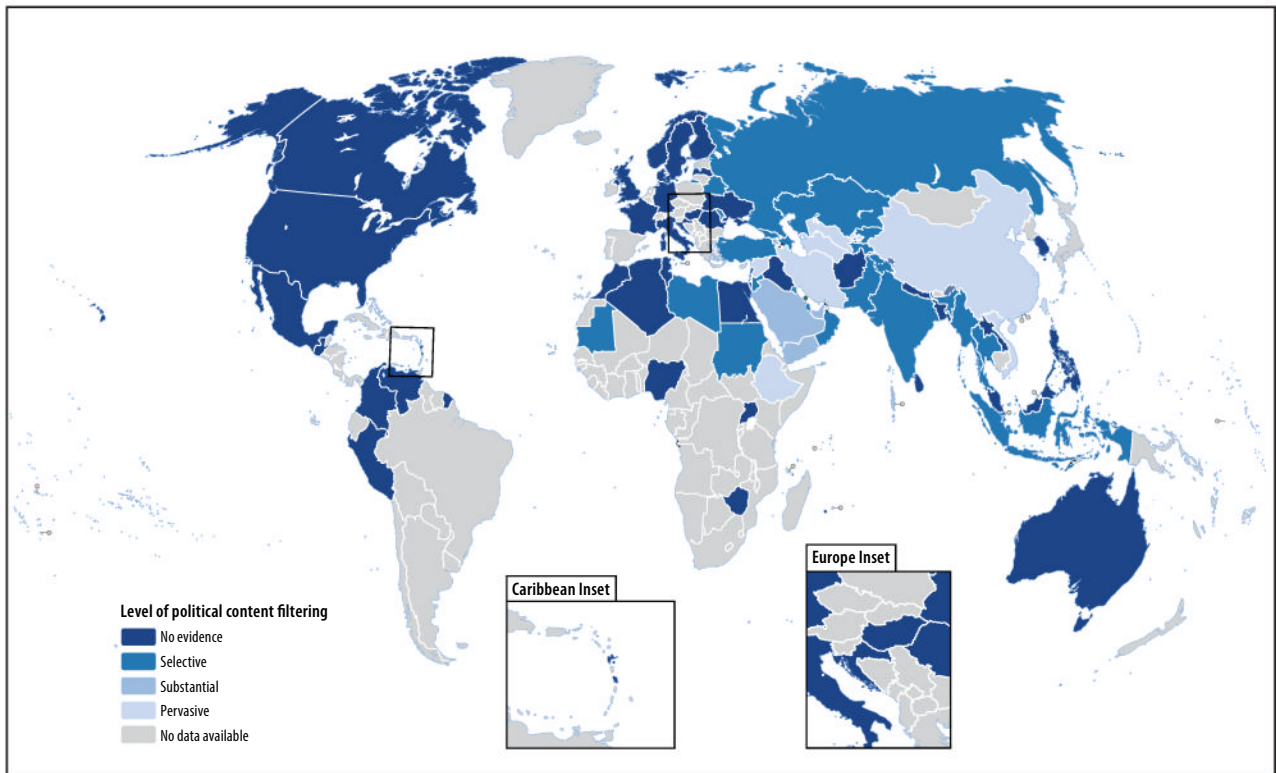 Caribbean Inset
Europe Inset
Level of political content filtering
No evidence
Selective
Substantial
Pervasive
No data available